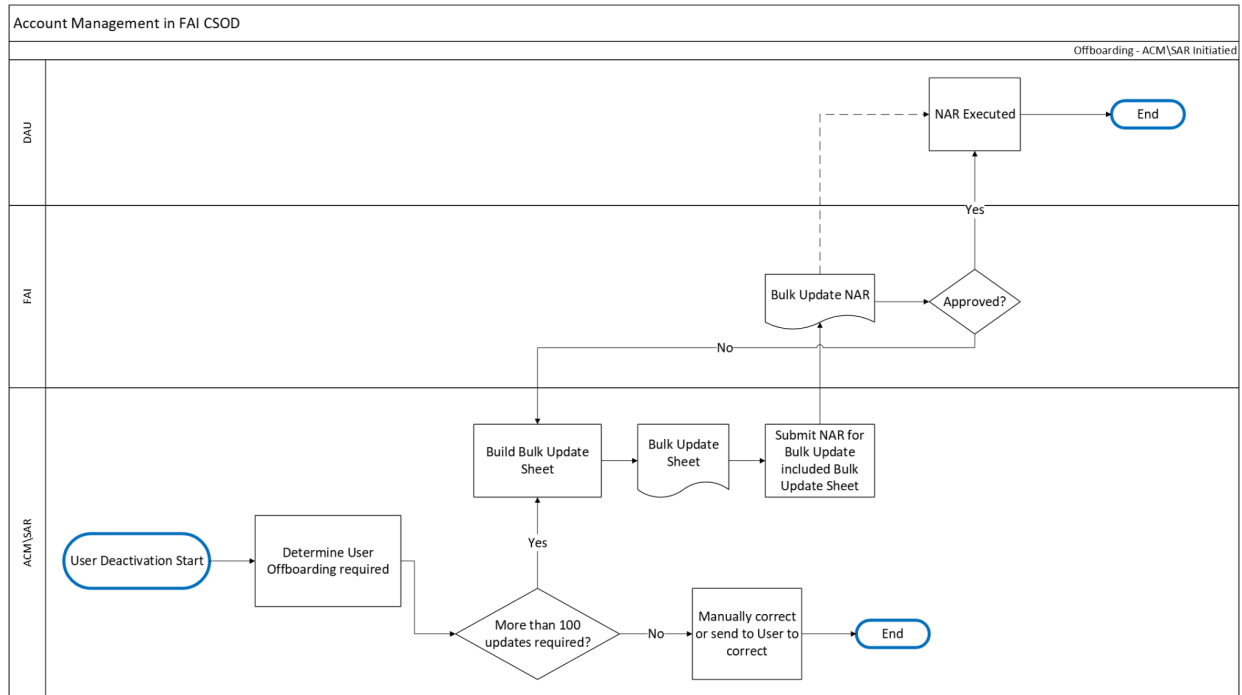 Account Management in FAI CSOD
Offboarding - ACM\SAR Initiatied
DAU
NAR Executed
End
Yes
FAI
Bulk Update NAR
Approved?
No
ACM\SAR
Build Bulk Update
Sheet
Bulk Update
Sheet
Submit NAR for
Bulk Update
included Bulk
Update Sheet
Yes
User Deactivation Start
Determine User
Offboarding required
More than 100
updates required?
No
Manually correct
or send to User to
correct
End